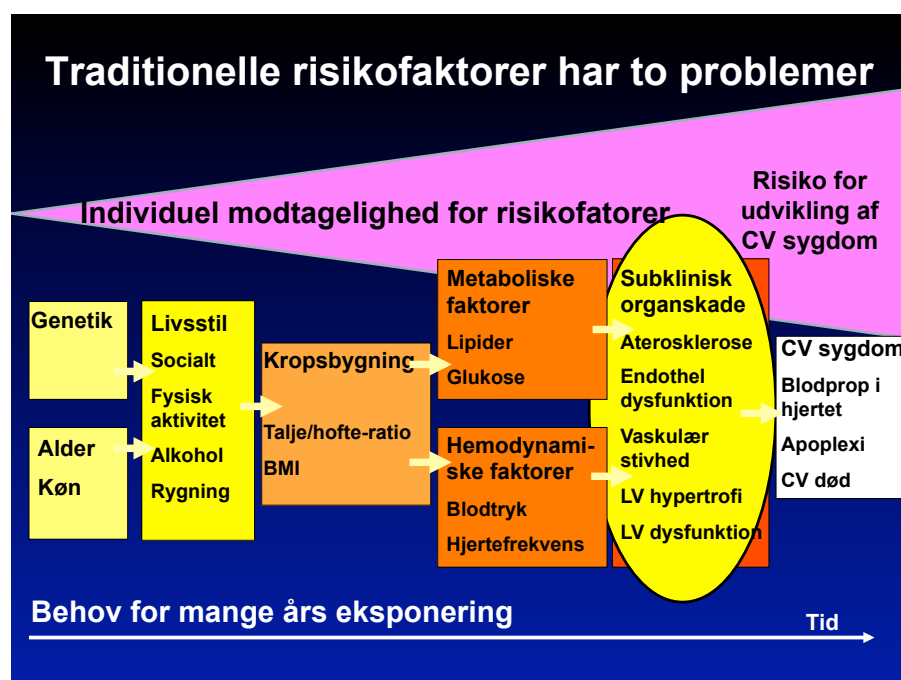 Traditionelle risikofaktorer har to problemer
Individuel modtagelighed for risikofatorer
Risiko for
udvikling af
CV sygdom
Genetik
Alder
Køn
Livsstil
Socialt
Fysisk
aktivitet
Alkohol
Rygning
Kropsbygning
Talje/hofte-ratio
BMI
Metaboliske
faktorer
Lipider
Glukose
Hemodynami-
ske faktorer
Blodtryk
Hjertefrekvens
Subklinisk
organskade
Aterosklerose
Endothel
dysfunktion
Vaskulær
stivhed
LV hypertrofi
LV dysfunktion
CV sygdom
Blodprop i
hjertet
Apoplexi
CV død
Behov for mange års eksponering
Tid